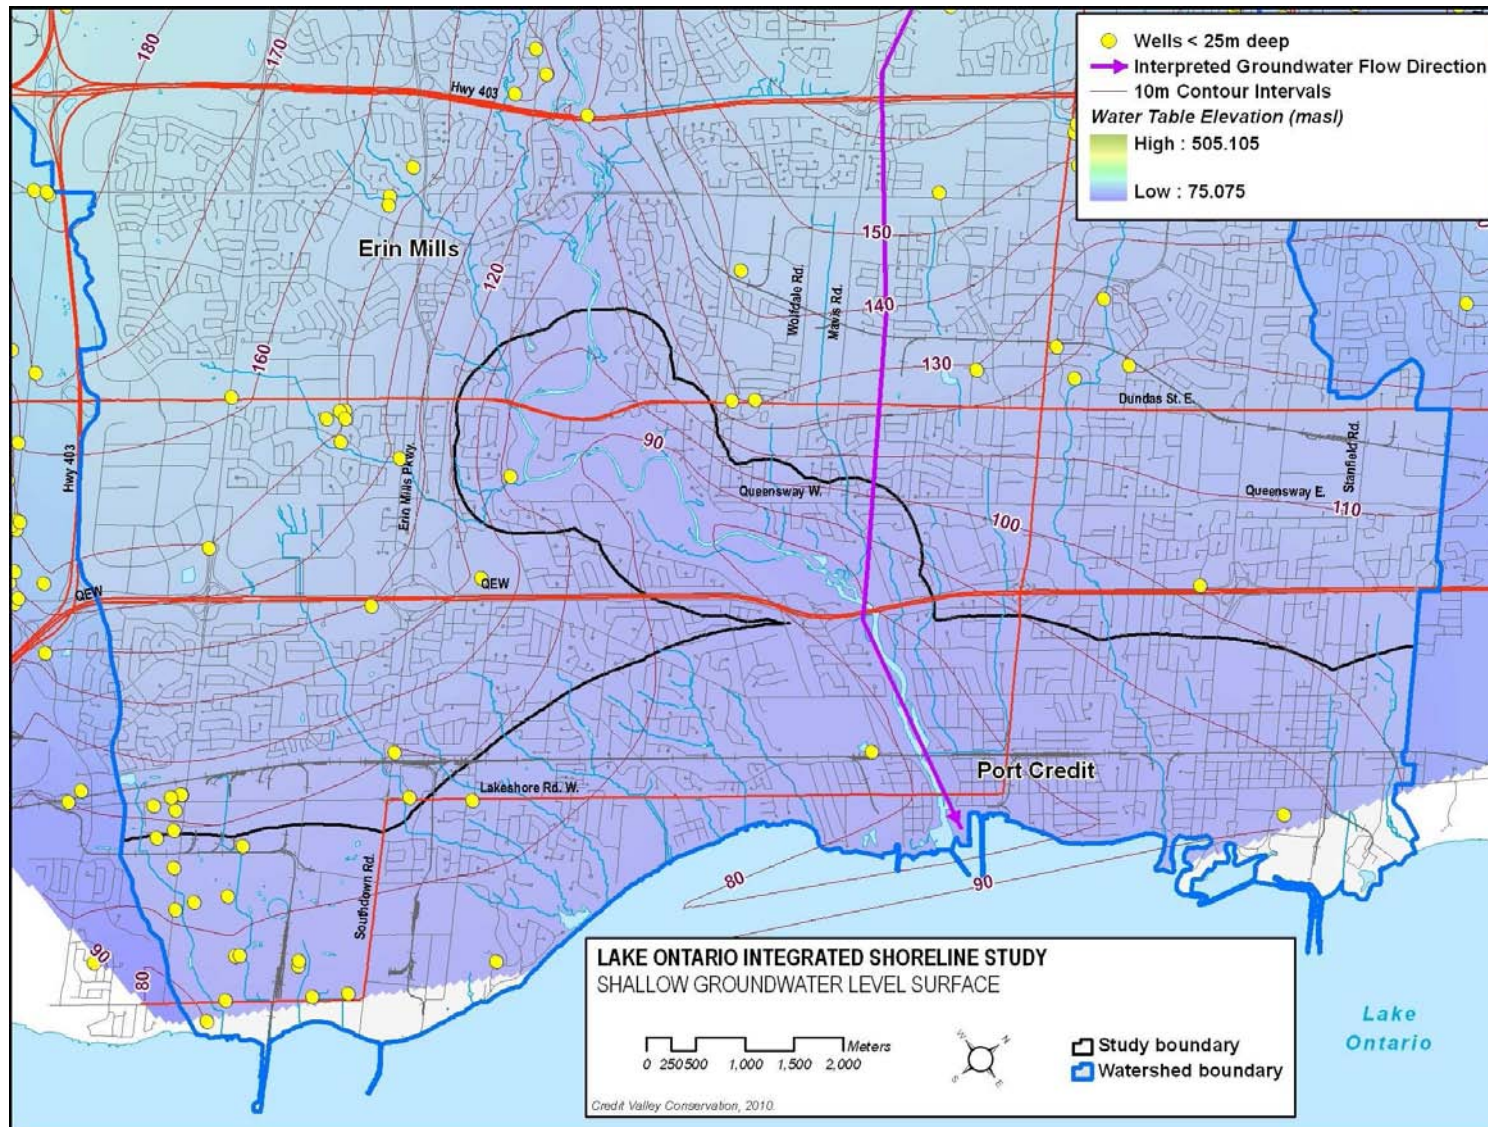 180
170
Wells < 25m deep
Interpreted Groundwater Flow Direction
10m Contour Intervals
Water Table Elevation (masl)
High : 505.105
Low : 75.075
Hwy 403
Erin Mills
120
150
140
Wolfdale Rd.
Mavis Rd.
160
130
Dundas St. E.
90
Hwy 403
Erin Mills Pkwy.
Queensway W.
Queensway E.
Stanfield Rd.
110
100
QEW
QEW
Port Credit
Lakeshore Rd. W.
Southdown Rd.
80
90
90
80
LAKE ONTARIO INTEGRATED SHORELINE STUDY
SHALLOW GROUNDWATER LEVEL SURFACE
Meters
0 250 500 1,000 1,500 2,000
W N
S E
Study boundary
Watershed boundary
Credit Valley Conservation, 2010.
Lake
Ontario